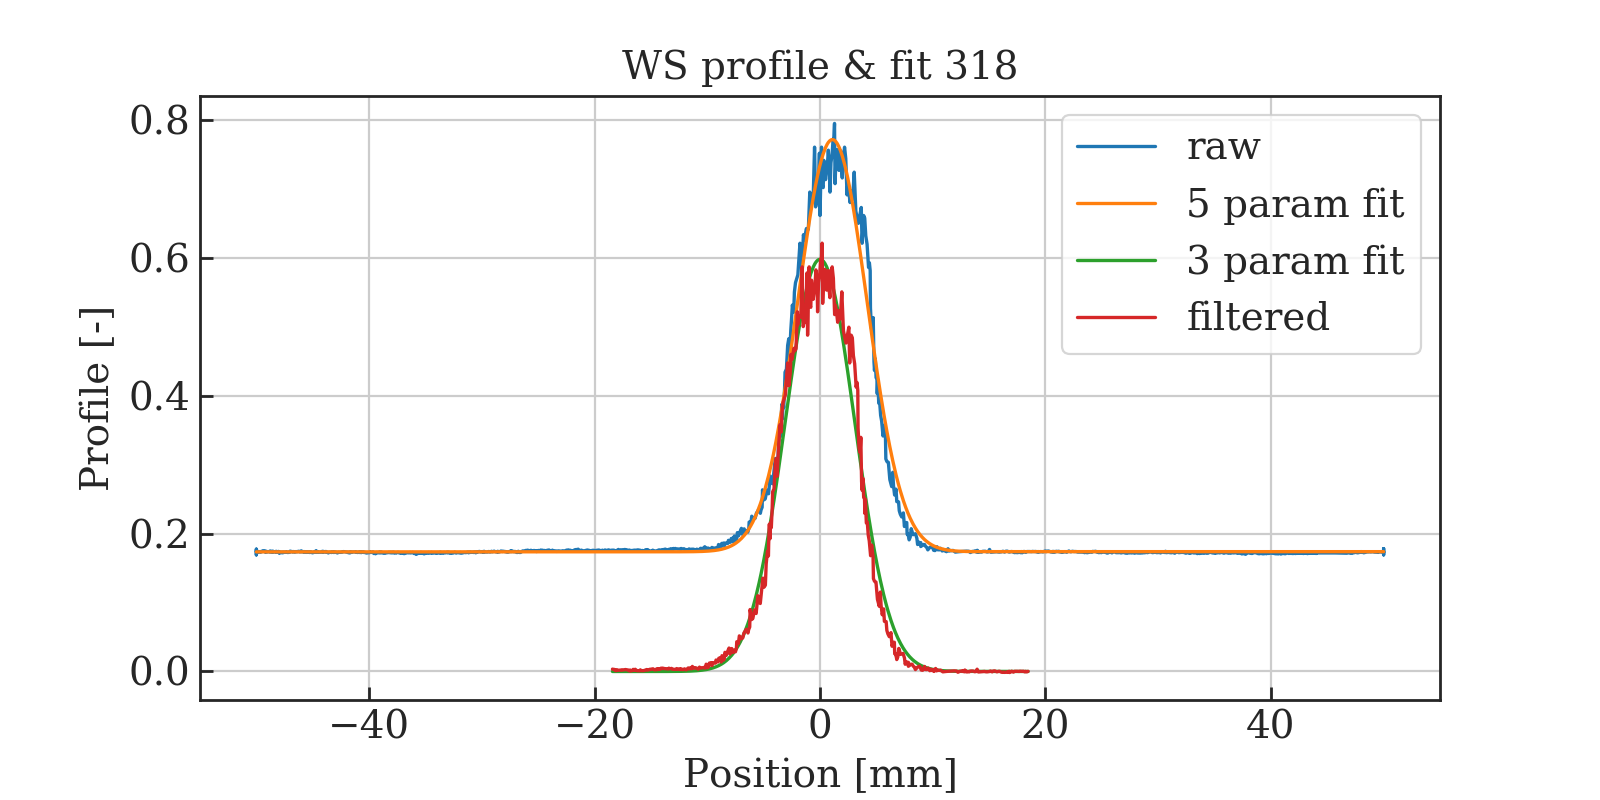 WS profile & fit 318
Profile [-]
0.8
0.6
0.4
0.2
0.0
raw
5 param fit
3 param fit
filtered
−40
−20
0
20
40
Position [mm]